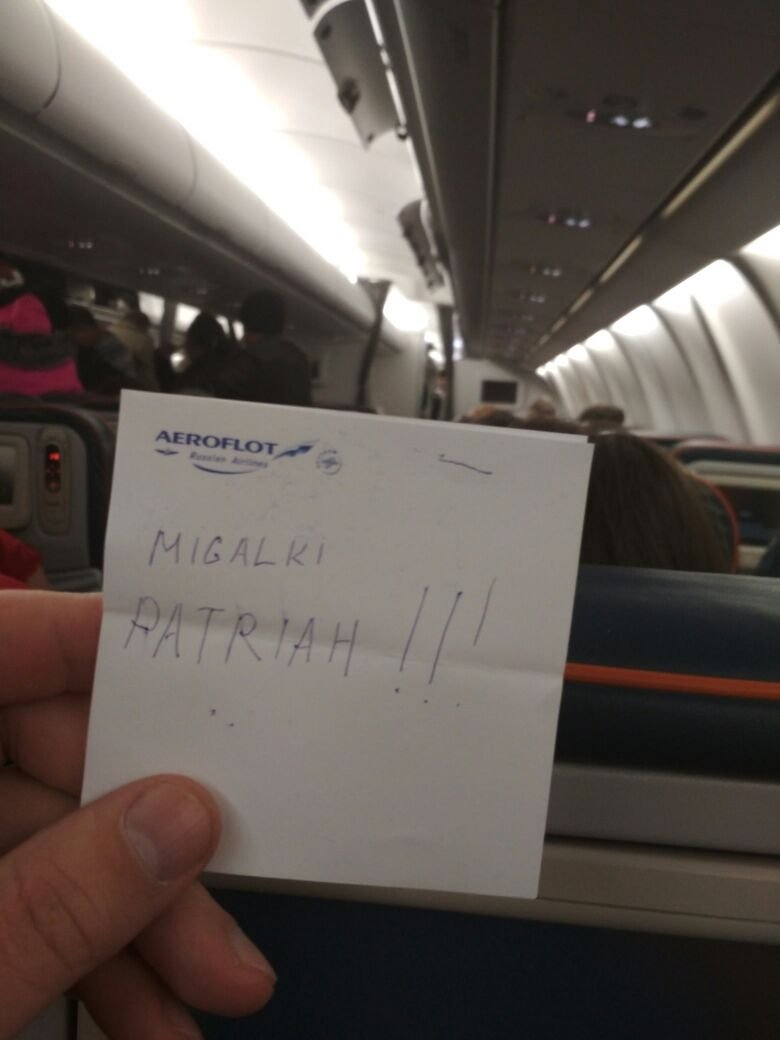 AEROFLOT
Russian Airlines
MIGALKI
PATRIAH !!!